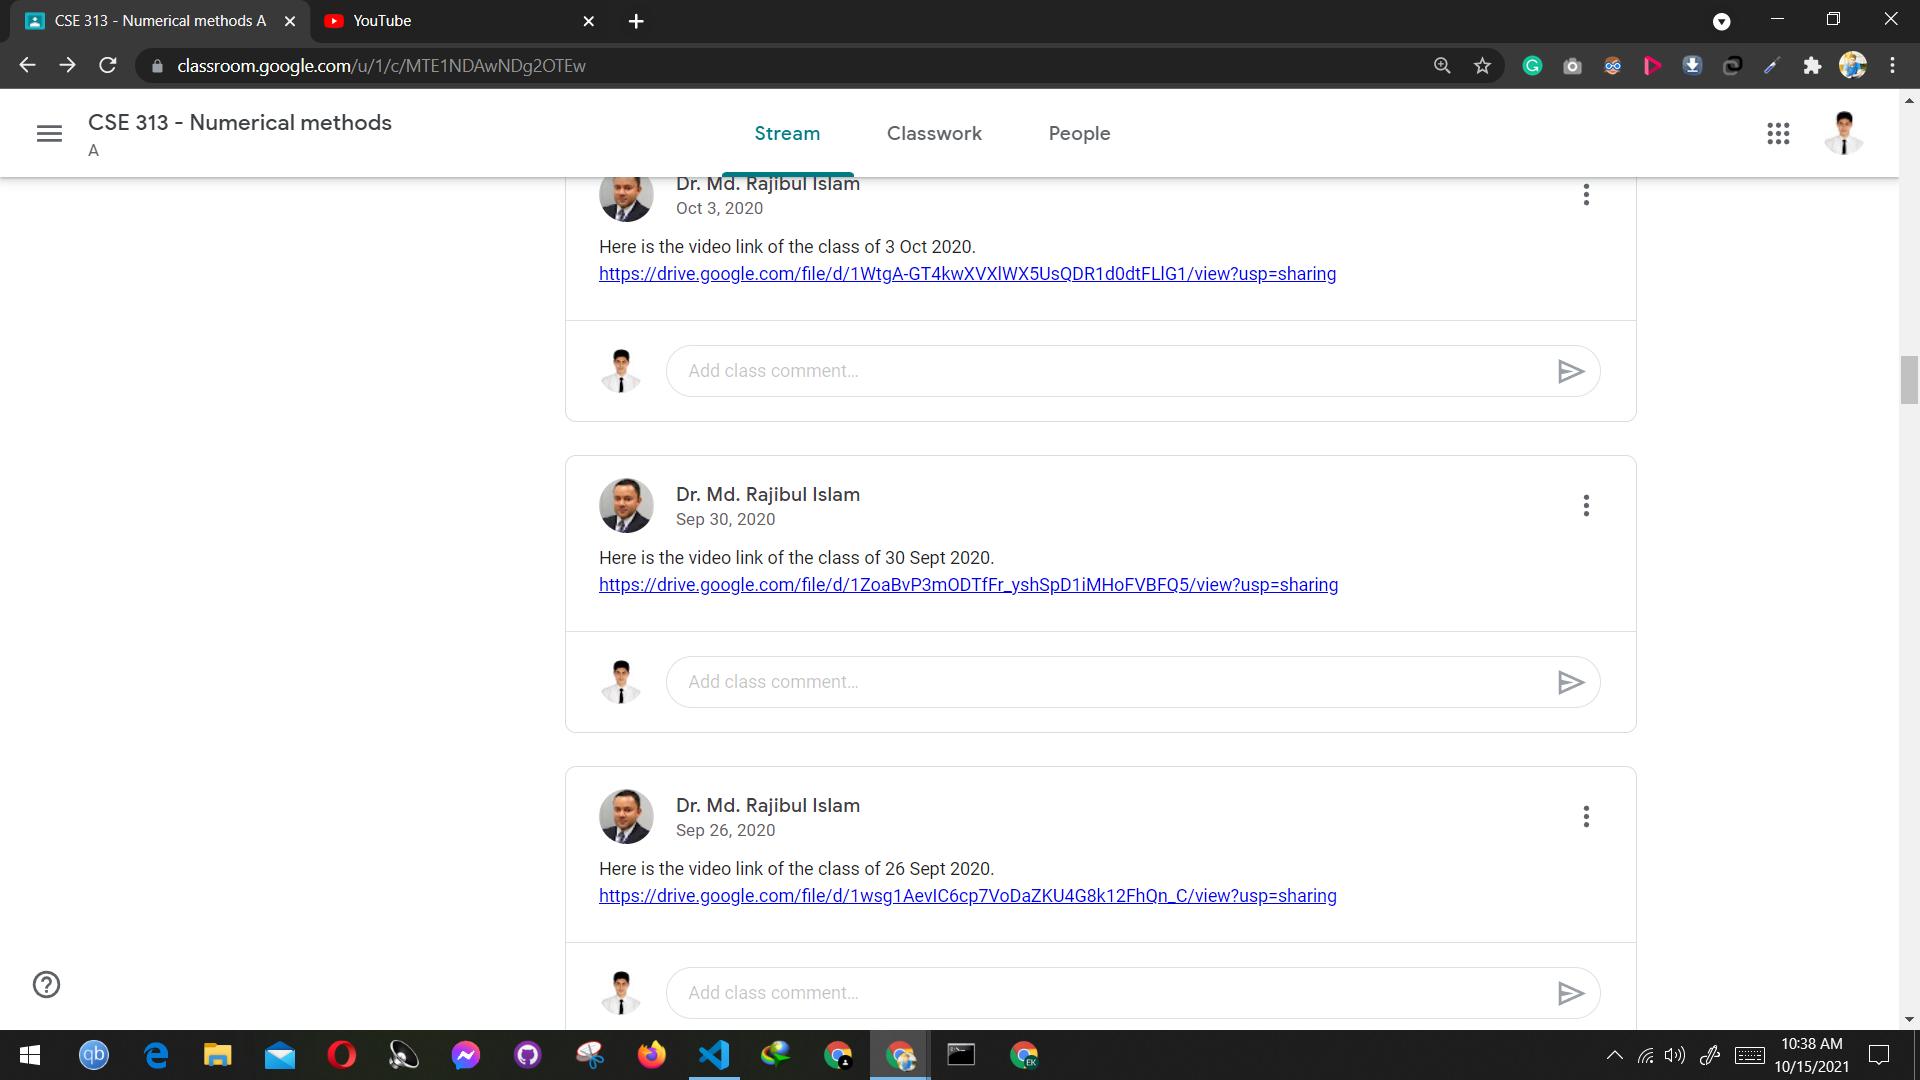 CSE 313 - Numerical methods A
YouTube
classroom.google.com/u/1/c/MTE1NDAwNDg2OTEw
CSE 313 - Numerical methods
A
Stream
Classwork
People
Dr. Md. Rajibul Islam
Oct 3, 2020
Here is the video link of the class of 3 Oct 2020.
https://drive.google.com/file/d/1WtgA-GT4kwXVXlWX5UsQDR1d0dtFLlG1/view?usp=sharing
Add class comment...
Dr. Md. Rajibul Islam
Sep 30, 2020
Here is the video link of the class of 30 Sept 2020.
https://drive.google.com/file/d/1ZoaBvP3mODTfFr_yshSpD1iMHoFVBFQ5/view?usp=sharing
Add class comment...
Dr. Md. Rajibul Islam
Sep 26, 2020
Here is the video link of the class of 26 Sept 2020.
https://drive.google.com/file/d/1wsg1AevIC6cp7VoDaZKU4G8k12FhQn_C/view?usp=sharing
Add class comment...
qb
EK
10:38 AM
10/15/2021